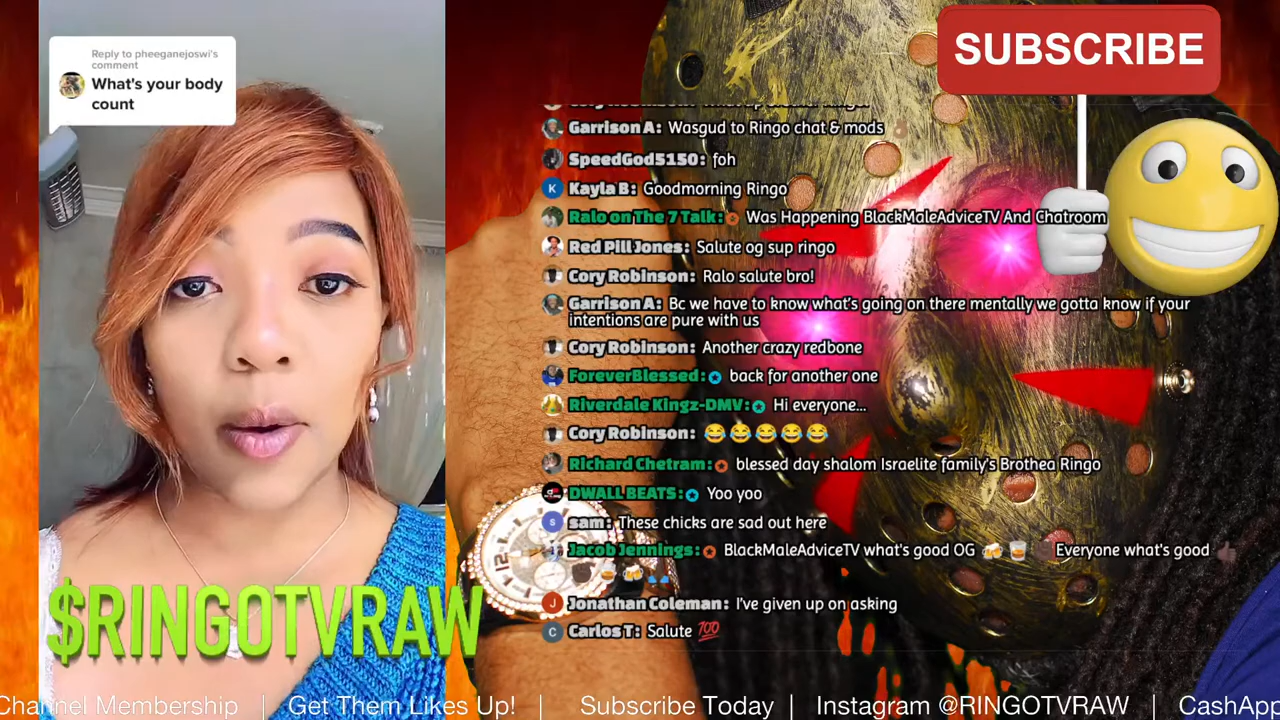 Reply to pheeganejoswi's
comment
What's your body
count
SUBSCRIBE
Garrison A: Wasgud to Ringo chat & mods
SpeedGod5150: foh
K Kayla B: Goodmorning Ringo
Ralo on The 7 Talk: Was Happening BlackMaleAdviceTV And Chatroom
Red Pill Jones: Salute og sup ringo
Cory Robinson: Ralo salute bro!
Garrison A: Bc we have to know what's going on there mentally we gotta know if your
intentions are pure with us
Cory Robinson: Another crazy redbone
ForeverBlessed: back for another one
Riverdale Kingz-DMV: Hi everyone...
Cory Robinson: 😂😂😂😂😂
Richard Chetram: blessed day shalom Israelite family's Brothea Ringo
DWALL BEATS: Yoo yoo
S sam: These chicks are sad out here
Jacob Jennings: BlackMaleAdviceTV what's good OG 🍻🥃 Everyone what's good
J Jonathan Coleman: I've given up on asking
C Carlos T: Salute 💯
12
$RINGOTVRAW
Channel Membership | Get Them Likes Up! | Subscribe Today | Instagram @RINGOTVRAW | CashApp